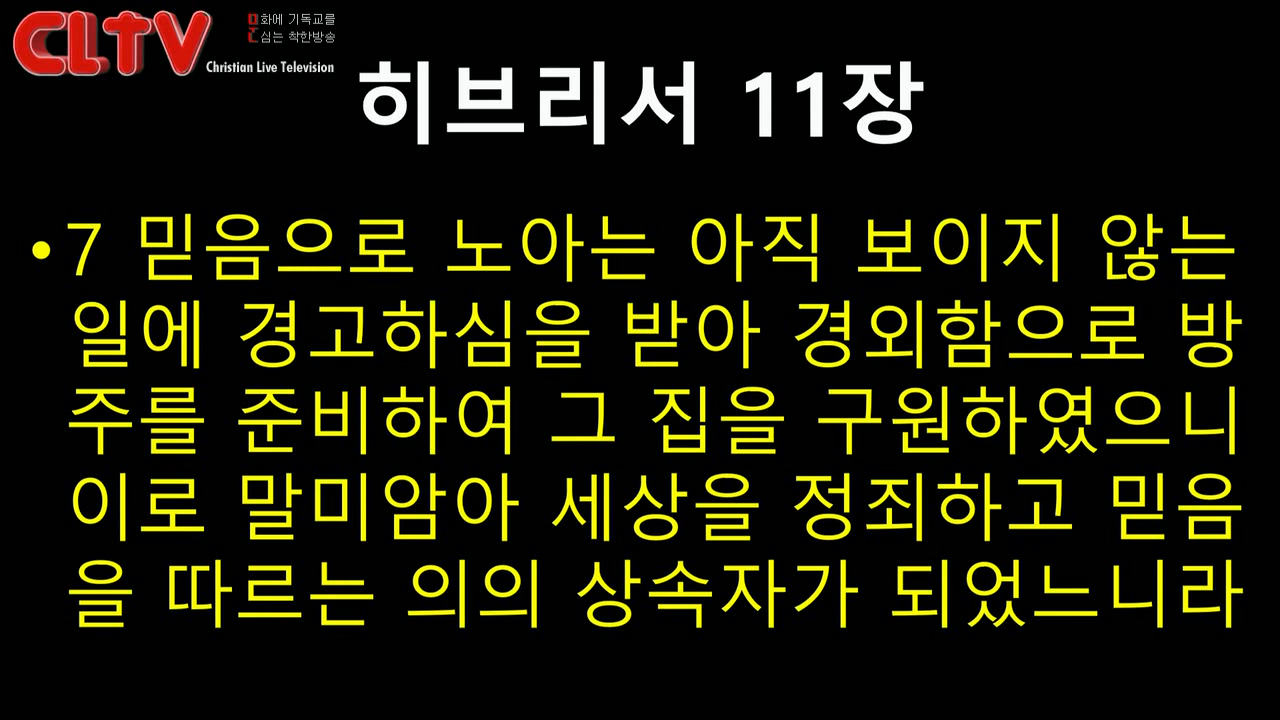 CLTV
문화에 기독교를
심는 착한방송
Christian Live Television
히브리서 11장
•7 믿음으로 노아는 아직 보이지 않는
일에 경고하심을 받아 경외함으로 방
주를 준비하여 그 집을 구원하였으니
이로 말미암아 세상을 정죄하고 믿음
을 따르는 의의 상속자가 되었느니라